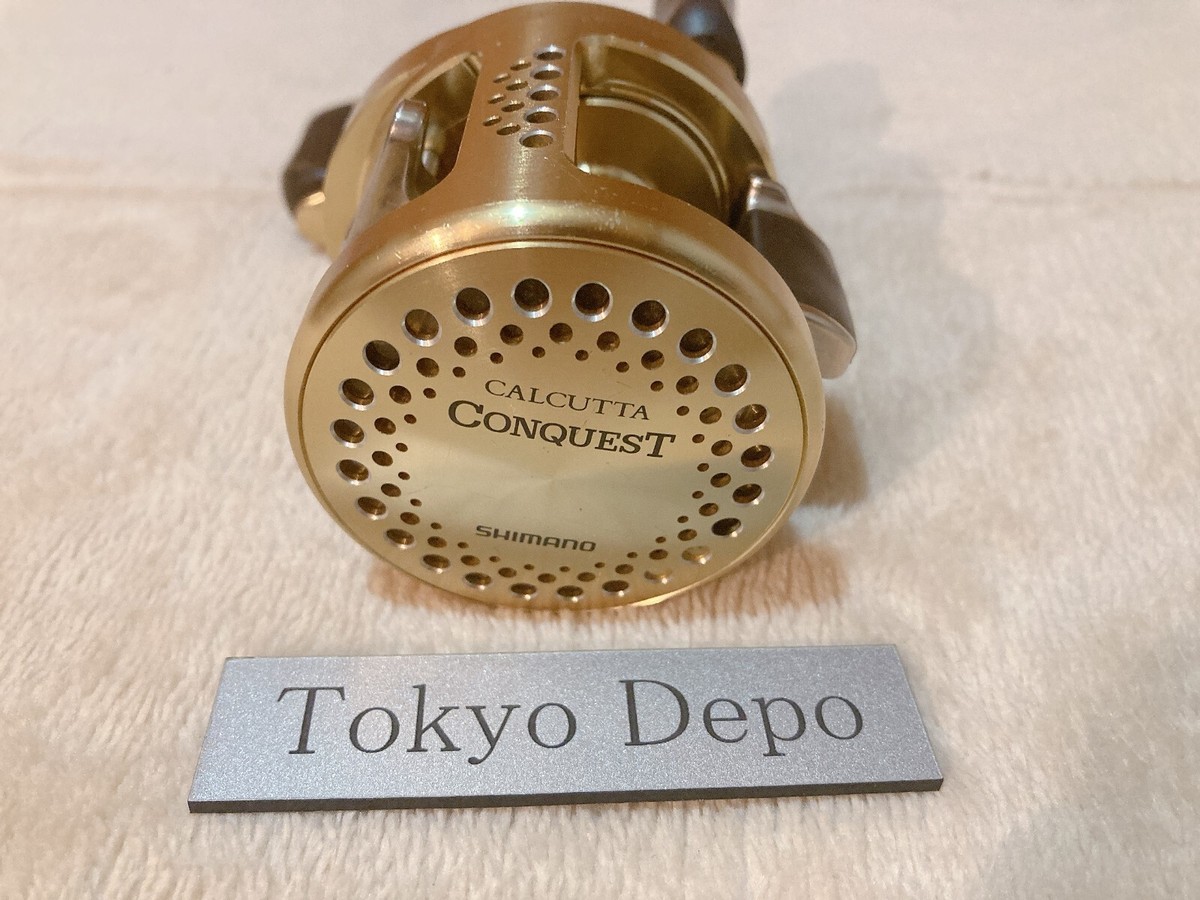 CALCUTTA
CONQUEST
SHIMANO
Tokyo Depo